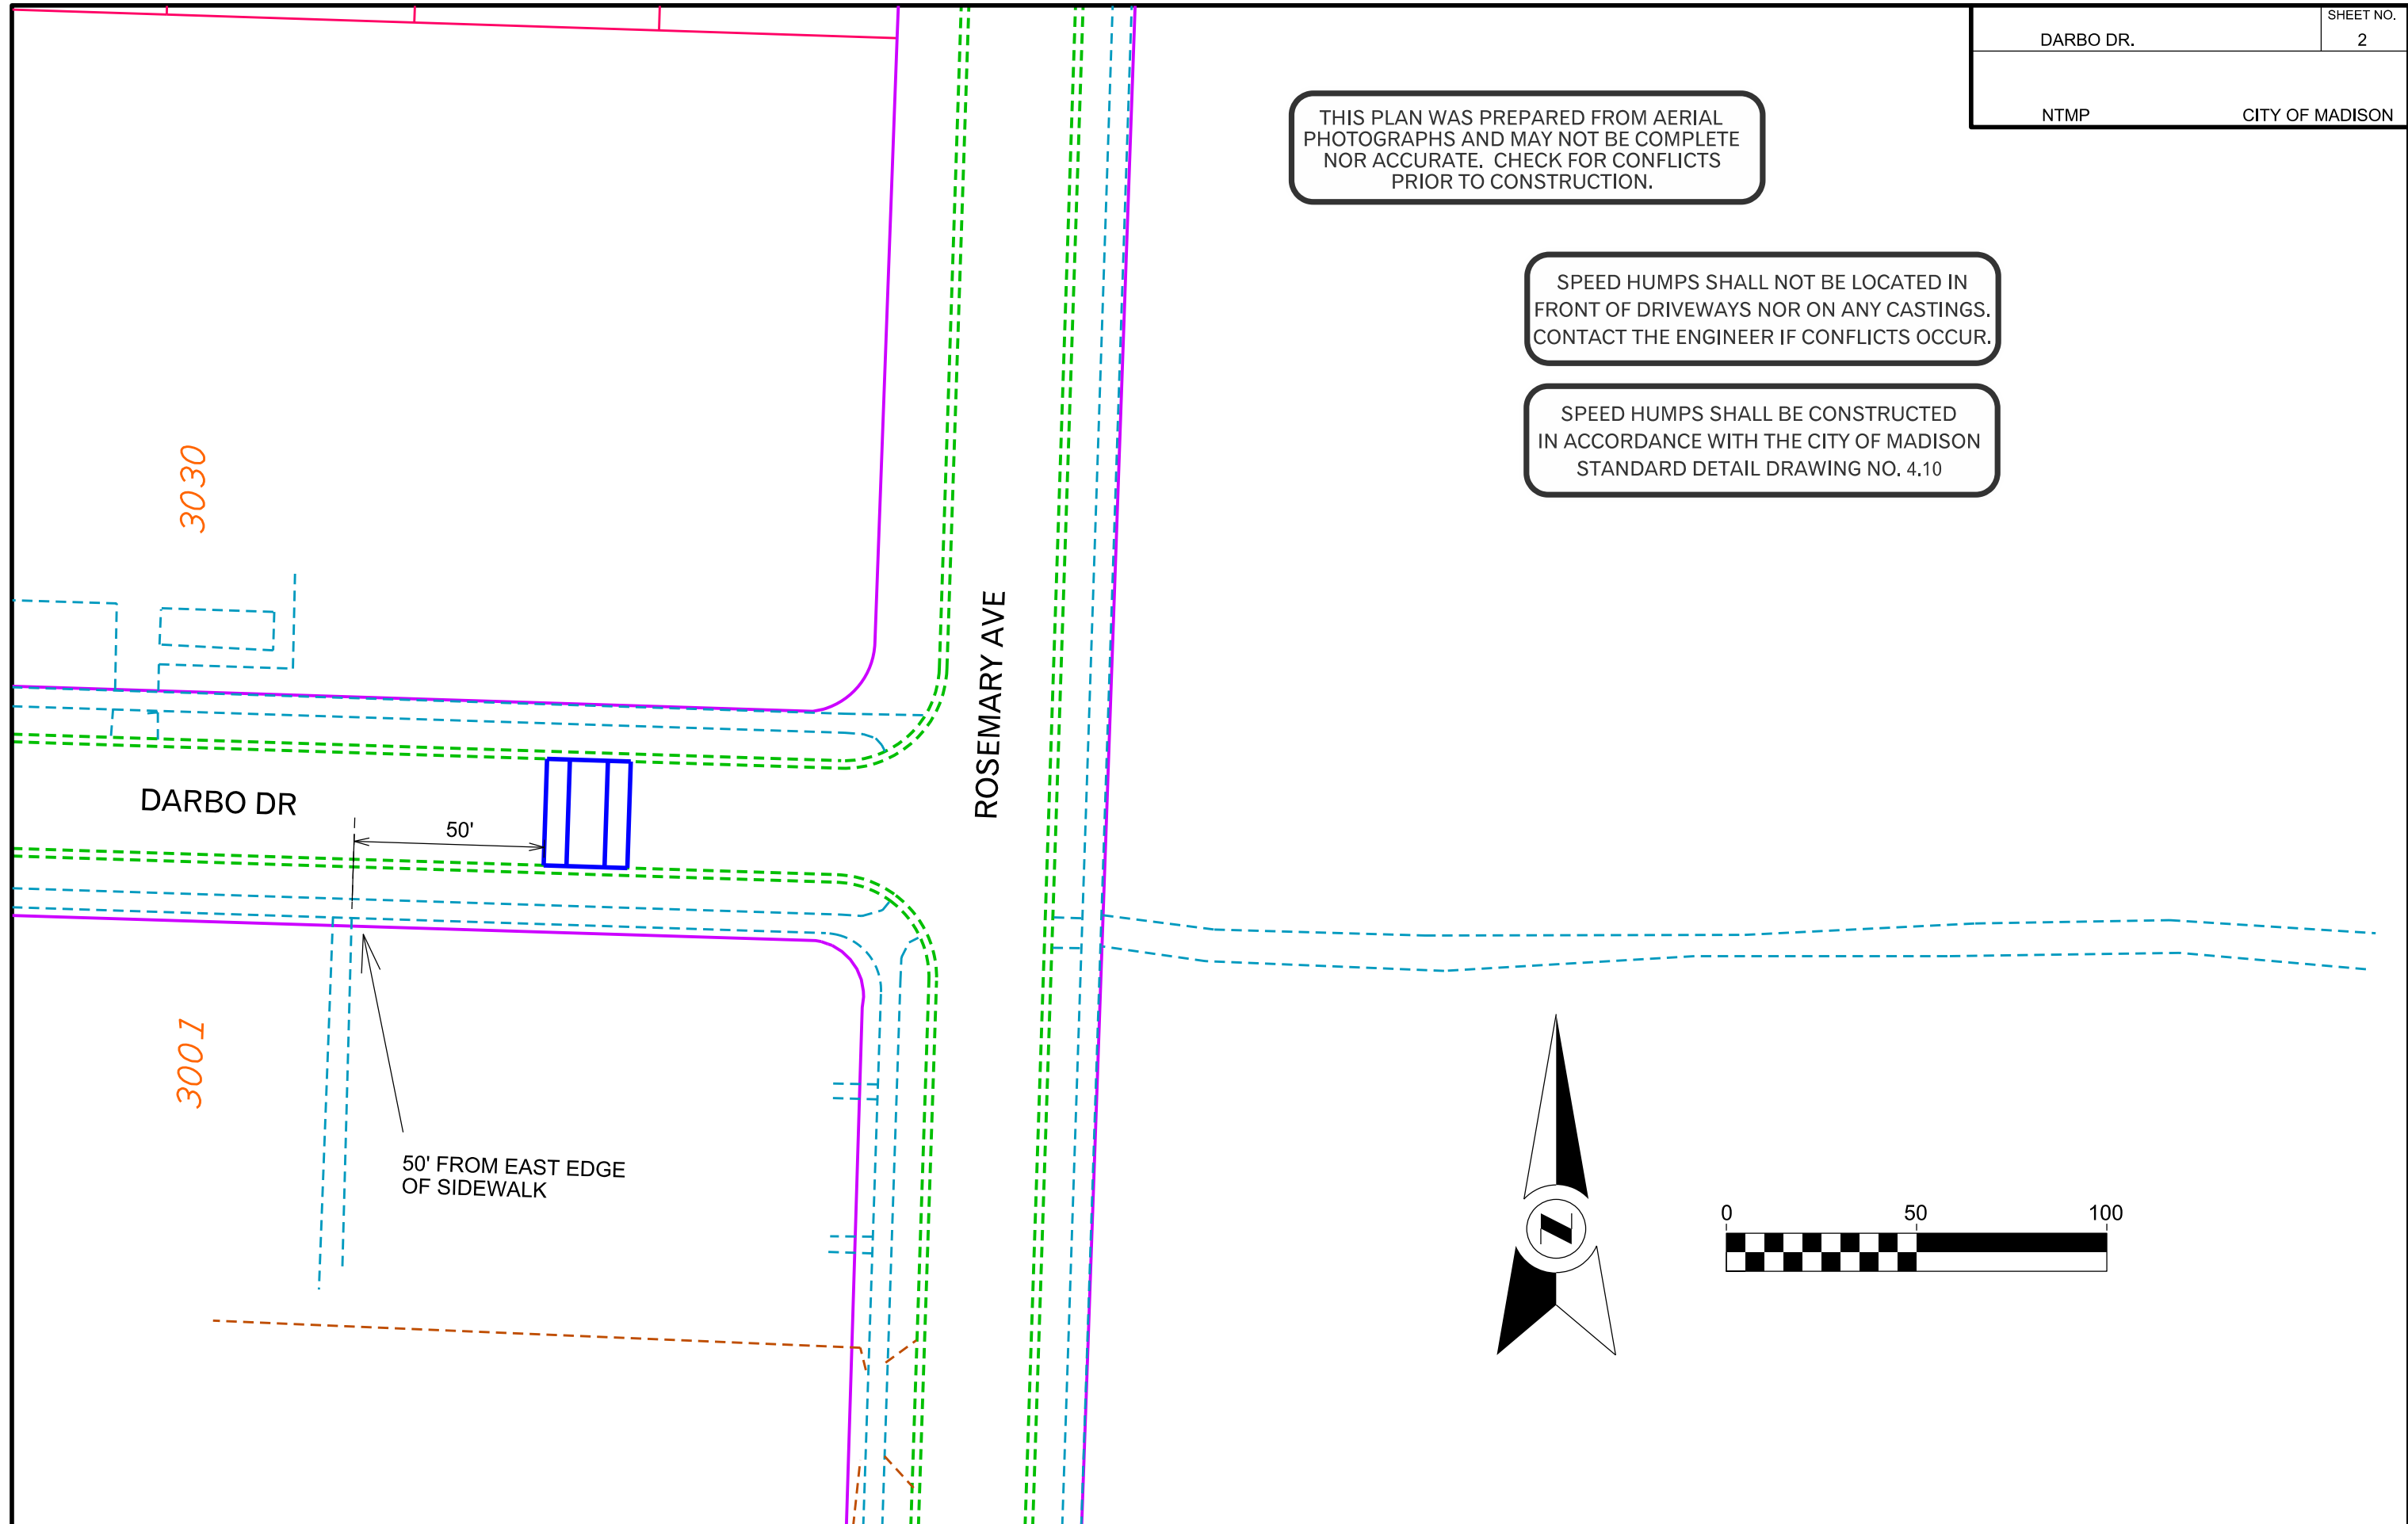 SHEET NO.
DARBO DR.
2
NTMP
CITY OF MADISON
THIS PLAN WAS PREPARED FROM AERIAL
PHOTOGRAPHS AND MAY NOT BE COMPLETE
NOR ACCURATE. CHECK FOR CONFLICTS
PRIOR TO CONSTRUCTION.
SPEED HUMPS SHALL NOT BE LOCATED IN
FRONT OF DRIVEWAYS NOR ON ANY CASTINGS.
CONTACT THE ENGINEER IF CONFLICTS OCCUR.
SPEED HUMPS SHALL BE CONSTRUCTED
IN ACCORDANCE WITH THE CITY OF MADISON
STANDARD DETAIL DRAWING NO. 4.10
3030
ROSEMARY AVE
DARBO DR
50'
3001
50' FROM EAST EDGE
OF SIDEWALK
N
0 50 100